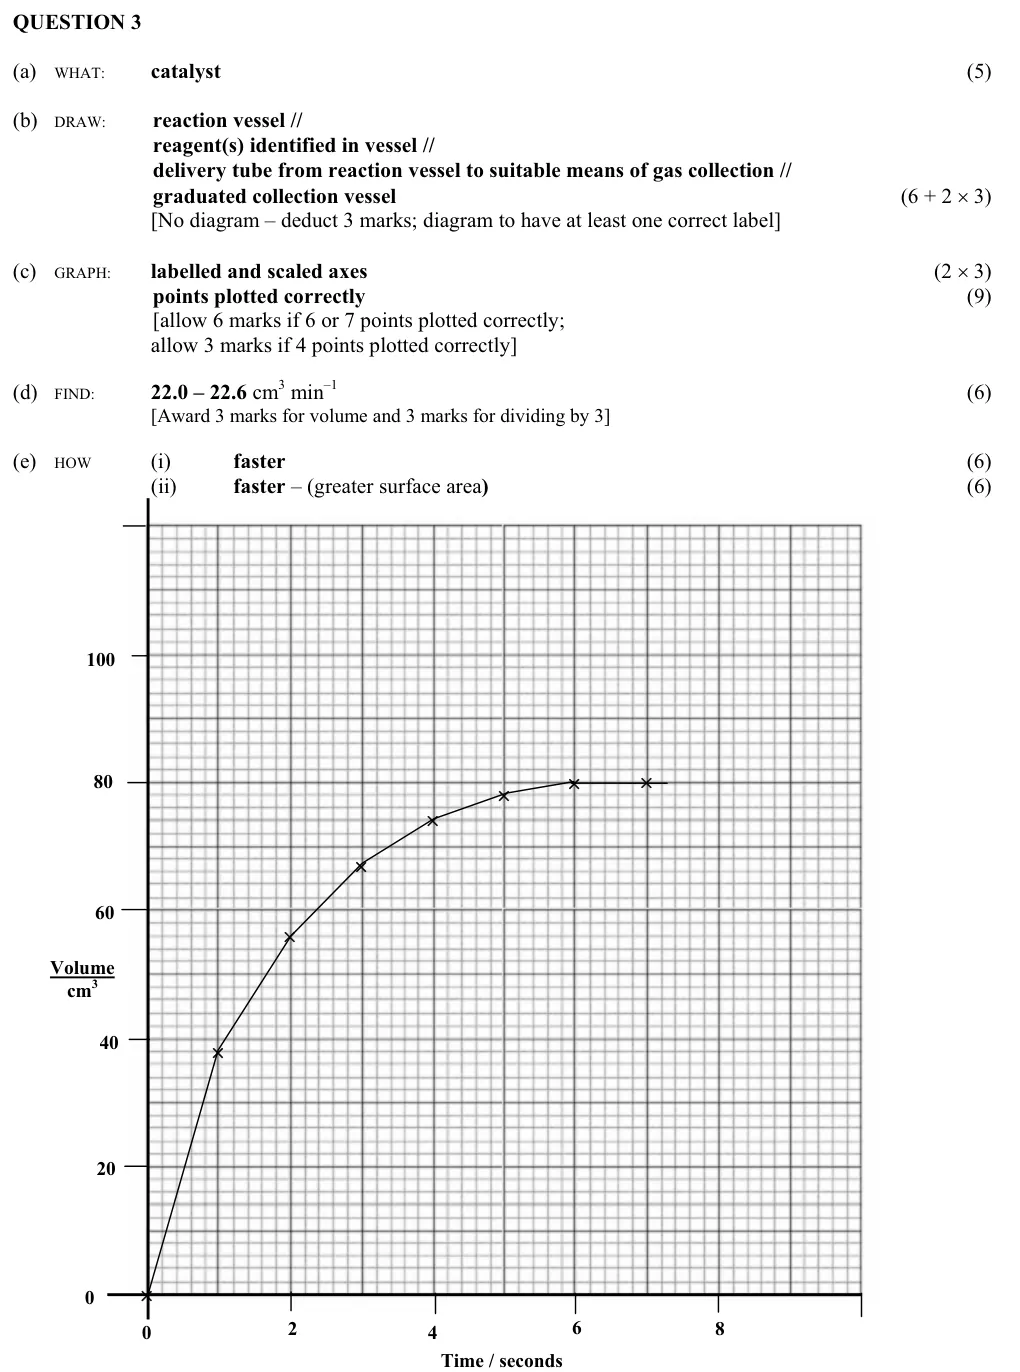 QUESTION 3
(a) WHAT: catalyst (5)
(b) DRAW: reaction vessel //
reagent(s) identified in vessel //
delivery tube from reaction vessel to suitable means of gas collection //
graduated collection vessel (6 + 2 × 3)
[No diagram – deduct 3 marks; diagram to have at least one correct label]
(c) GRAPH: labelled and scaled axes (2 × 3)
points plotted correctly (9)
[allow 6 marks if 6 or 7 points plotted correctly;
allow 3 marks if 4 points plotted correctly]
(d) FIND: 22.0 – 22.6 cm³ min⁻¹ (6)
[Award 3 marks for volume and 3 marks for dividing by 3]
(e) HOW (i) faster (6)
(ii) faster – (greater surface area) (6)
100
80
60
Volume
cm³
40
20
0
0 2 4 6 8
Time / seconds